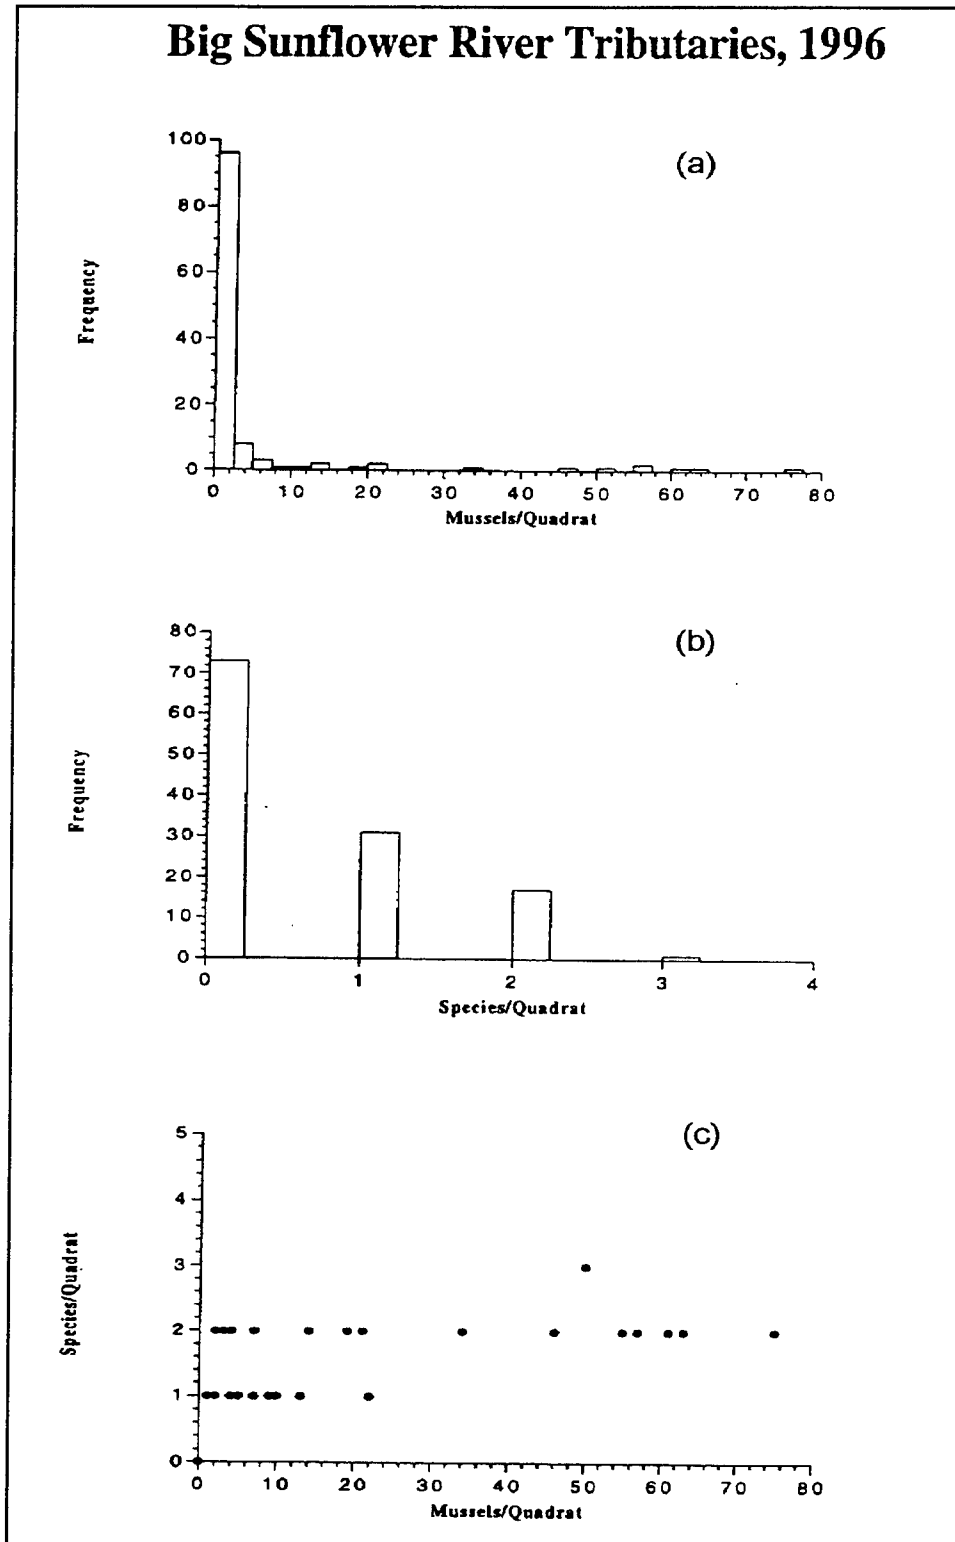 Big Sunflower River Tributaries, 1996
(a)
100
80
60
40
20
0
Frequency
0 10 20 30 40 50 60 70 80
Mussels/Quadrat
(b)
80
70
60
50
40
30
20
10
0
Frequency
0 1 2 3 4
Species/Quadrat
(c)
5
4
3
2
1
0
Species/Quadrat
0 10 20 30 40 50 60 70 80
Mussels/Quadrat